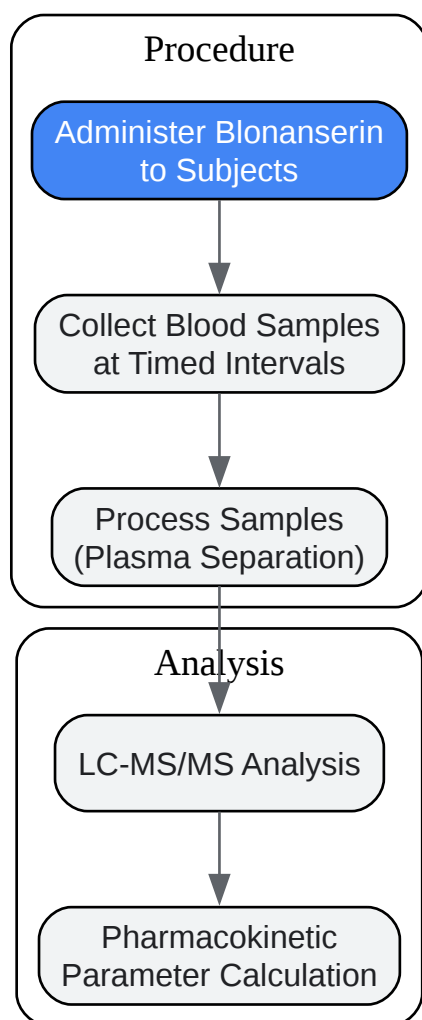 Procedure
Administer Blonanserin
to Subjects
Collect Blood Samples
at Timed Intervals
Process Samples
(Plasma Separation)
Analysis
LC-MS/MS Analysis
Pharmacokinetic
Parameter Calculation